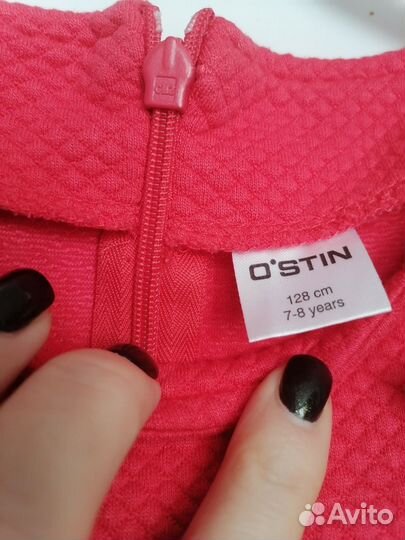 O'STIN
128 cm
7-8 years
Avito